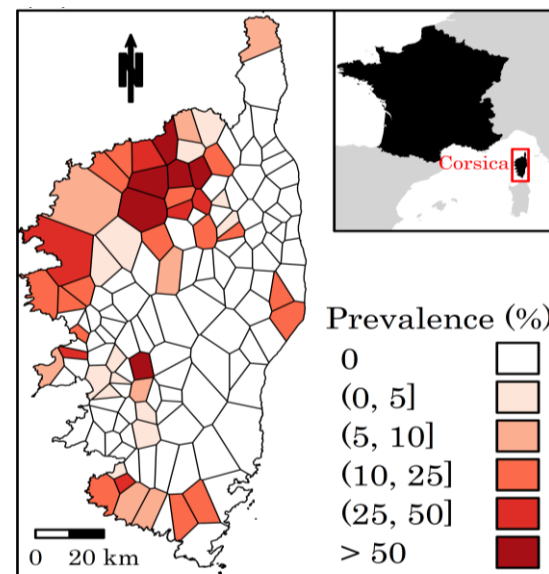 N
Corsica
Prevalence (%)
0
(0, 5]
(5, 10]
(10, 25]
(25, 50]
> 50
0 20 km